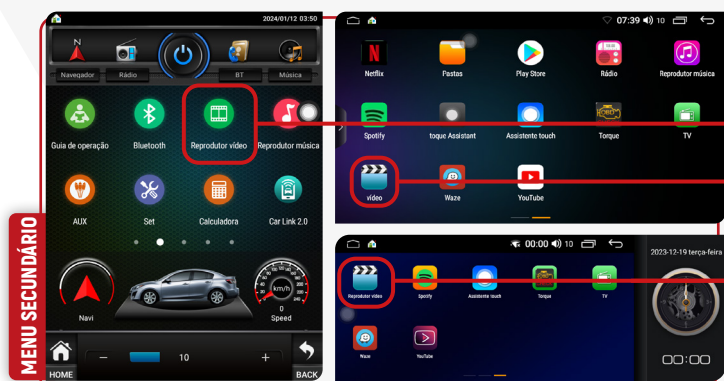 MENU SECUNDÁRIO
2024/01/12 03:50
N
Navegador
Rádio
BT
Música
Guia de operação
Bluetooth
Reprodutor vídeo
Reprodutor música
AUX
Set
Calculadora
Car Link 2.0
Navi
km/h
0
Speed
HOME
−
10
+
BACK
07:39
10
N
Netflix
Pastas
Play Store
Rádio
Reprodutor música
Spotify
toque Assistant
Assistente touch
Torque
TV
vídeo
Waze
YouTube
00:00
10
Reprodutor vídeo
Spotify
Assistente touch
Torque
TV
Waze
YouTube
2023-12-19 terça-feira
00:00